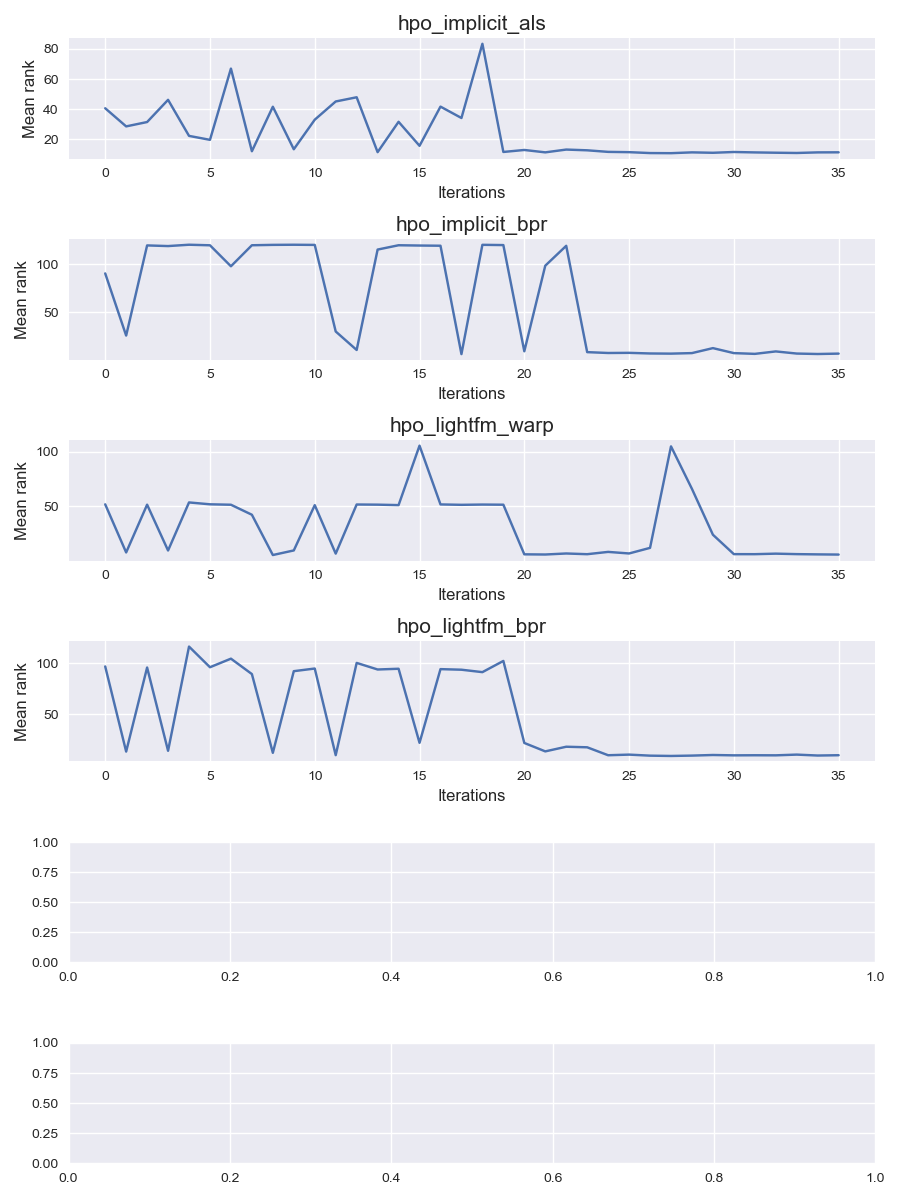 hpo_implicit_als
80
60
40
20
Mean rank
0 5 10 15 20 25 30 35
Iterations
hpo_implicit_bpr
100
50
Mean rank
0 5 10 15 20 25 30 35
Iterations
hpo_lightfm_warp
100
50
Mean rank
0 5 10 15 20 25 30 35
Iterations
hpo_lightfm_bpr
100
50
Mean rank
0 5 10 15 20 25 30 35
Iterations
1.00
0.75
0.50
0.25
0.00
0.0 0.2 0.4 0.6 0.8 1.0
1.00
0.75
0.50
0.25
0.00
0.0 0.2 0.4 0.6 0.8 1.0